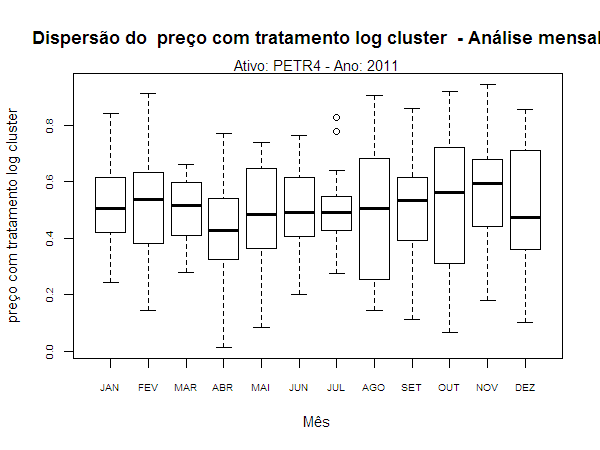 Dispersão do preço com tratamento log cluster - Análise mensal
Ativo: PETR4 - Ano: 2011
preço com tratamento log cluster
0.8
0.6
0.4
0.2
0.0
JAN FEV MAR ABR MAI JUN JUL AGO SET OUT NOV DEZ
Mês